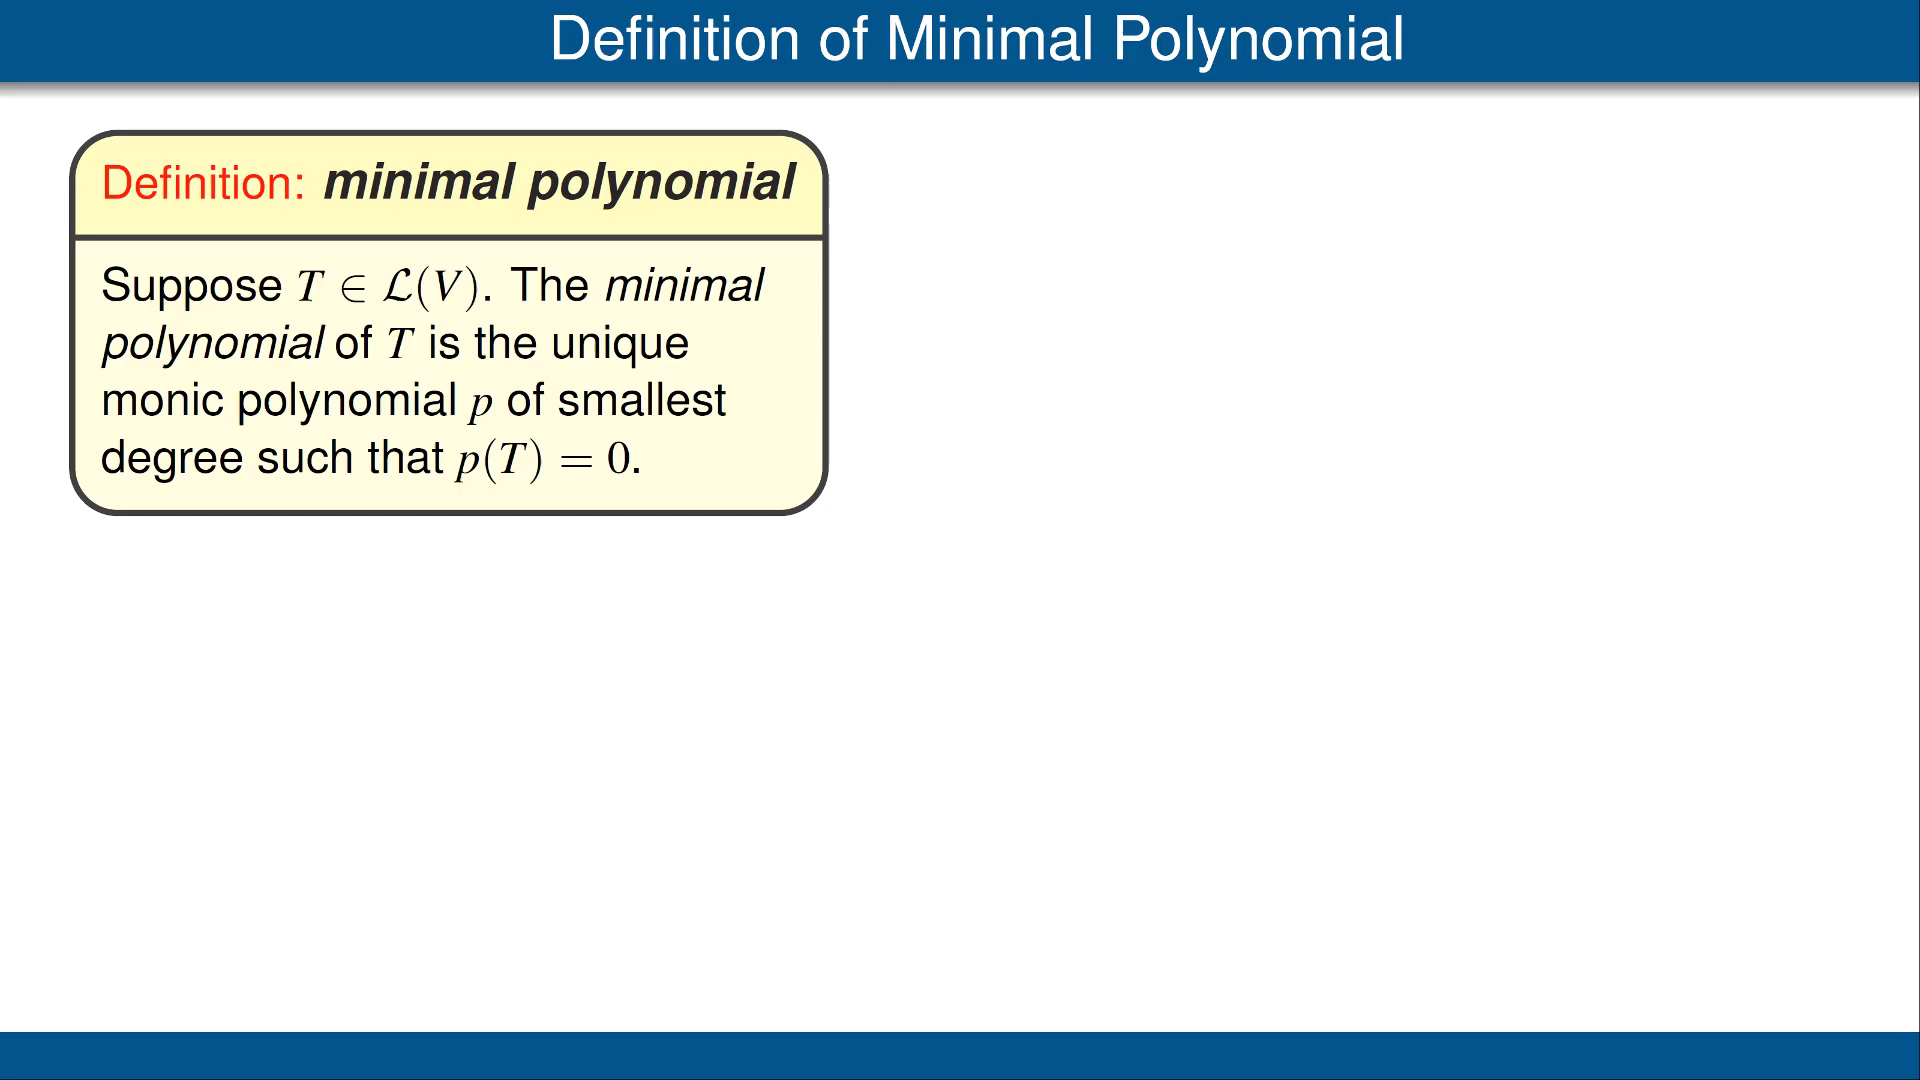 Definition of Minimal Polynomial
Definition: minimal polynomial
Suppose T ∈ ℒ(V). The minimal
polynomial of T is the unique
monic polynomial p of smallest
degree such that p(T) = 0.